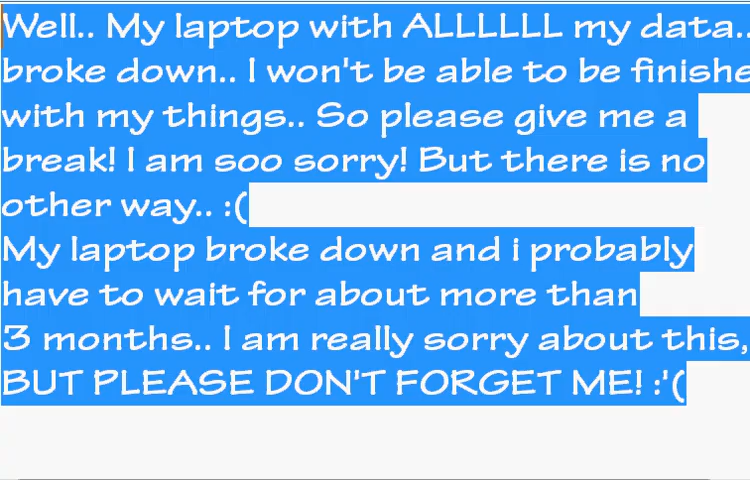 Well.. My laptop with ALLLLLL my data..
broke down.. I won't be able to be finishe
with my things.. So please give me a
break! I am soo sorry! But there is no
other way.. :(
My laptop broke down and i probably
have to wait for about more than
3 months.. I am really sorry about this,
BUT PLEASE DON'T FORGET ME! :'(